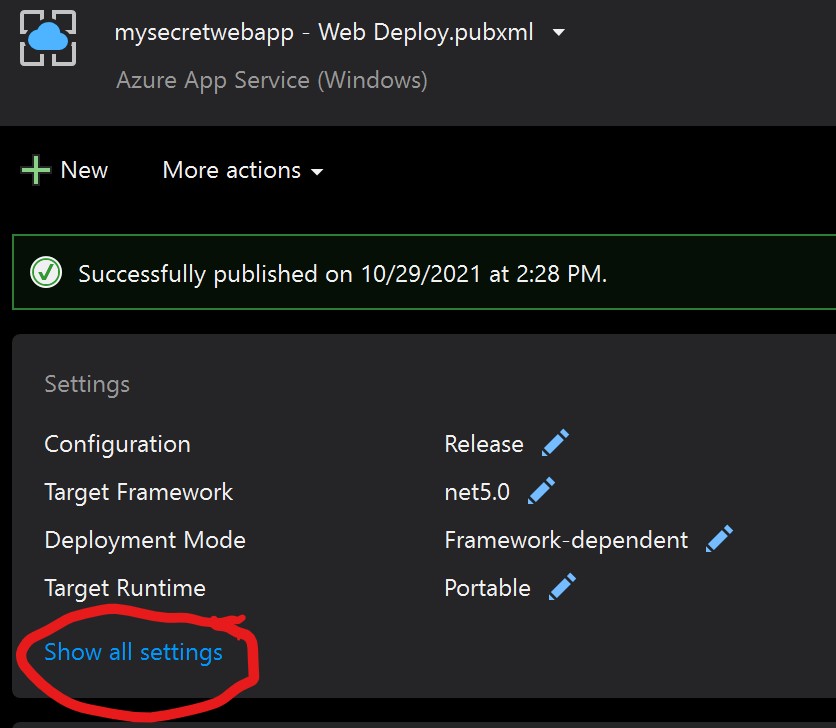 mysecretwebapp - Web Deploy.pubxml
Azure App Service (Windows)
New More actions
Successfully published on 10/29/2021 at 2:28 PM.
Settings
Configuration Release
Target Framework net5.0
Deployment Mode Framework-dependent
Target Runtime Portable
Show all settings